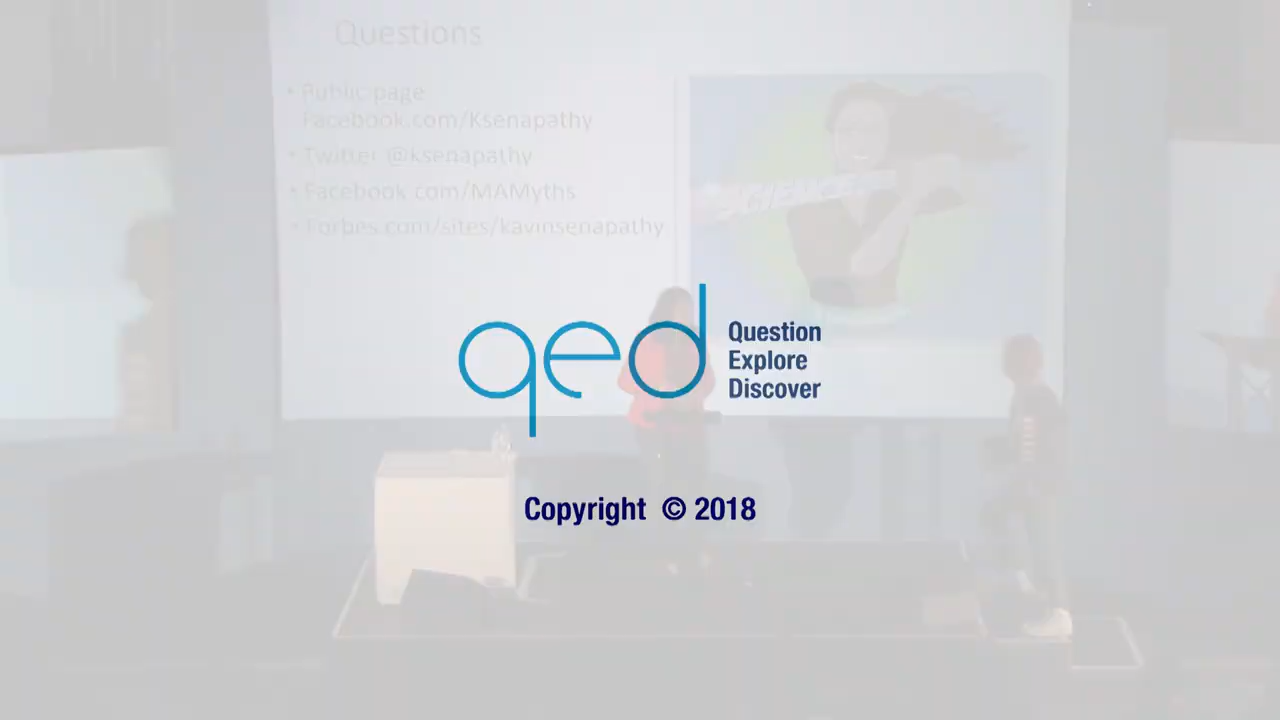 Questions
• Public page
Facebook.com/Ksenapathy
• Twitter @ksenapathy
• Facebook.com/MAMyths
• Forbes.com/sites/kavinsenapathy
qed
Question
Explore
Discover
Copyright © 2018